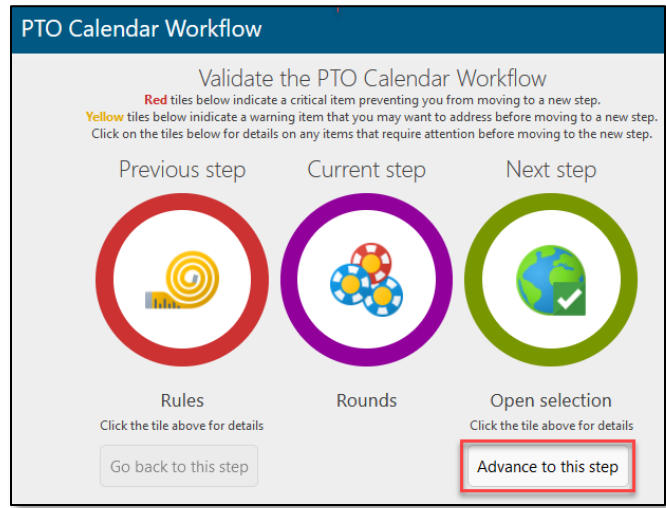 PTO Calendar Workflow
Validate the PTO Calendar Workflow
Red tiles below indicate a critical item preventing you from moving to a new step.
Yellow tiles below inidicate a warning item that you may want to address before moving to a new step.
Click on the tiles below for details on any items that require attention before moving to the new step.
Previous step Current step Next step
Rules Rounds Open selection
Click the tile above for details Click the tile above for details
Go back to this step Advance to this step